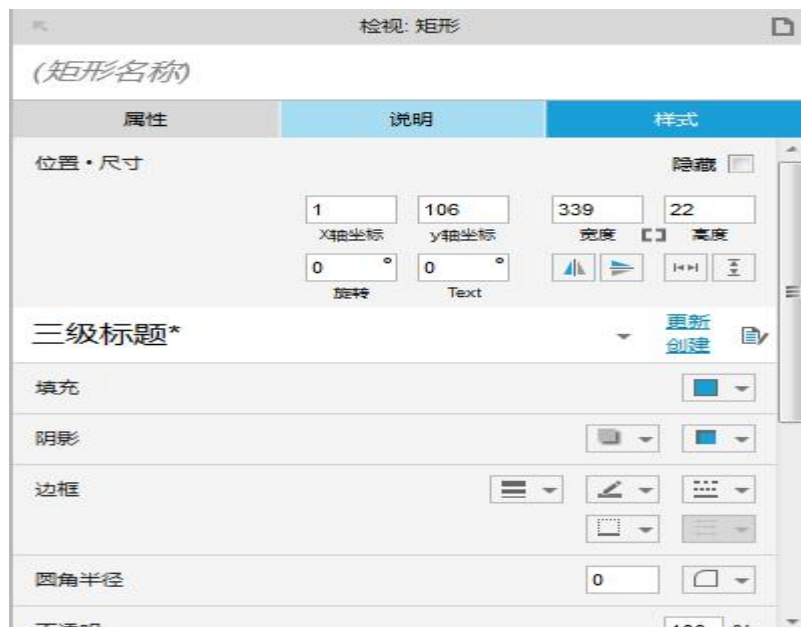 检视: 矩形
(矩形名称)
属性 说明 样式
位置·尺寸 隐藏
1 106 339 22
X轴坐标 y轴坐标 宽度 高度
0 ° 0 °
旋转 Text
三级标题* 更新
创建
填充
阴影
边框
圆角半径 0